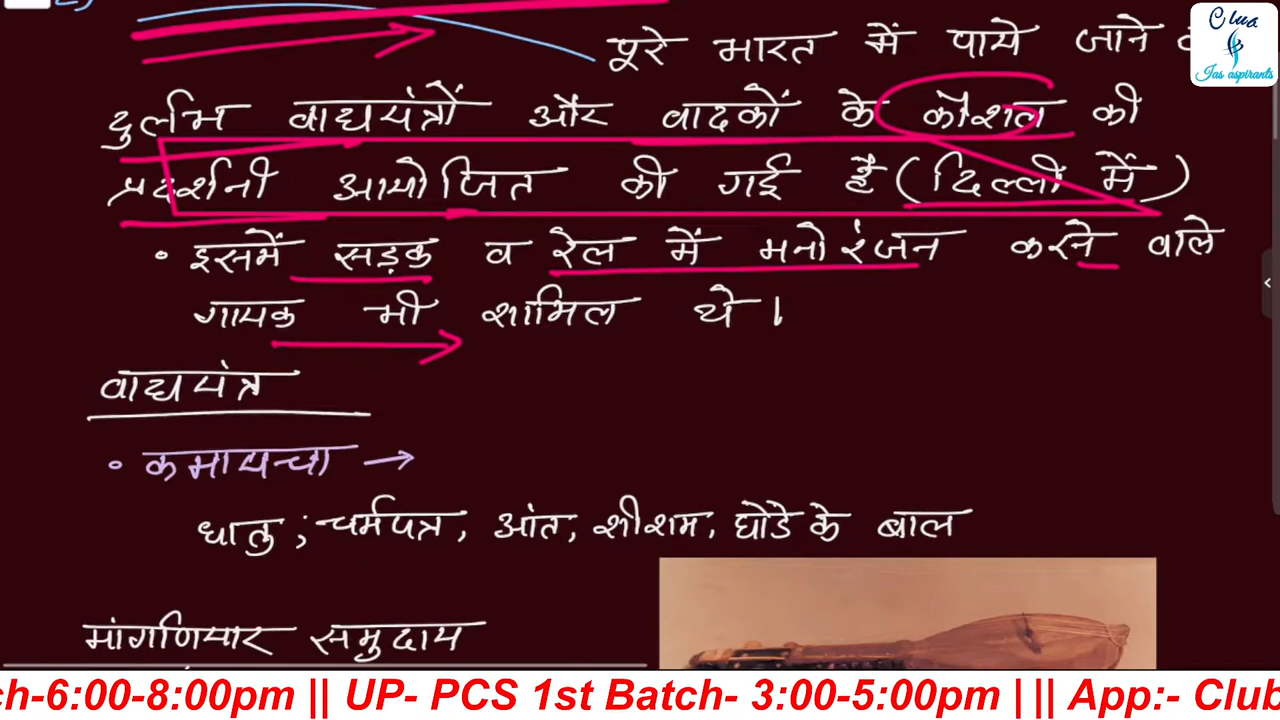 Clus
Ias aspirants
पूरे भारत में पाये जाने
दुर्लभ वाद्ययंत्रों और वादकों के कौशल की
प्रदर्शनी आयोजित की गई है (दिल्ली में)
• इसमें सड़क व रेल में मनोरंजन करने वाले
गायक भी शामिल थे।
वाद्ययंत्र
• कमायचा →
धातु; चर्मपत्र, आंत, शीशम, घोडे के बाल
मांगणियार समुदाय
ch-6:00-8:00pm || UP- PCS 1st Batch- 3:00-5:00pm | || App:- Club